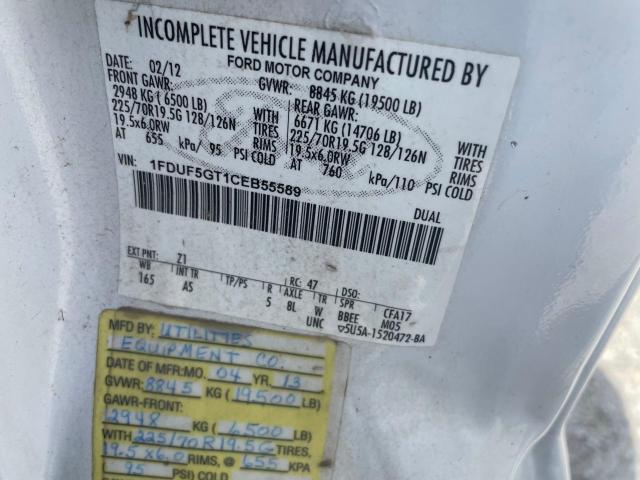 INCOMPLETE VEHICLE MANUFACTURED BY
FORD MOTOR COMPANY
DATE: 02/12 GVWR: 8845 KG (19500 LB)
FRONT GAWR: REAR GAWR:
2948 KG (6500 LB) WITH 6671 KG (14706 LB) WITH
225/70R19.5G 128/126N TIRES 225/70R19.5G 128/126N TIRES
19.5x6.0RW RIMS 19.5x6.0RW RIMS
AT 655 kPa/ 95 PSI COLD AT 760 kPa/110 PSI COLD
VIN: 1FDUF5GT1CEB55589
DUAL
EXT PNT: Z1 RC: 47 DSO:
WB INT TR TP/PS R AXLE TR SPR CFA17
165 AS 5 8L W BBEE M05
UNC ▽5U5A-1520472-BA
MFD BY: UTILITIES
EQUIPMENT CO.
DATE OF MFR: MO. 04 YR. 13
GVWR: 8845 KG (19,500 LB)
GAWR-FRONT:
2948 KG (6500 LB)
WITH 225/70R19.5G TIRES,
19.5x6.0 RIMS, @ 655 KPA
95 PSI) COLD